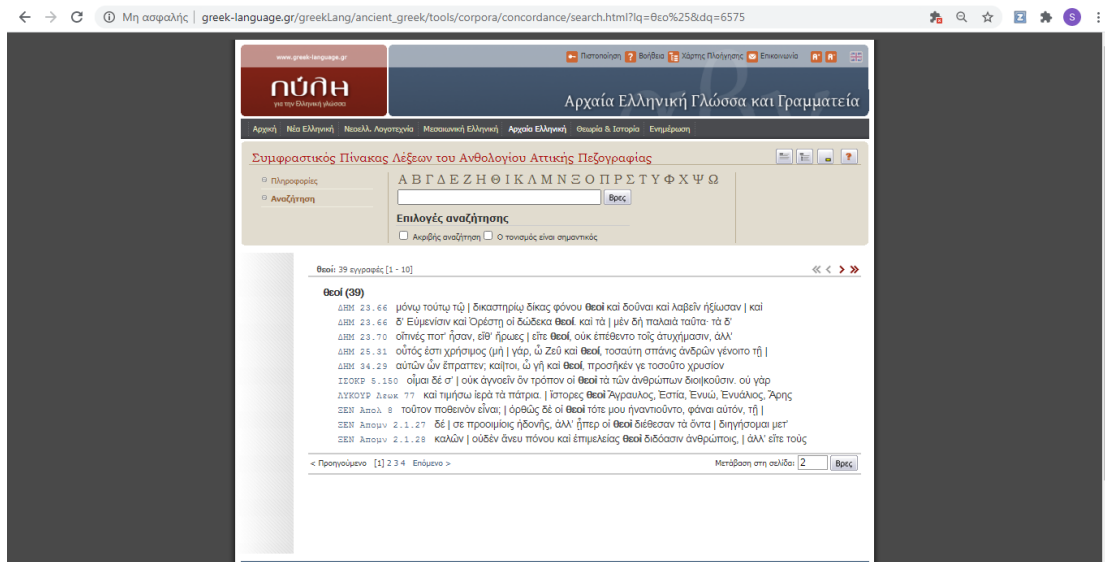 Μη ασφαλής | greek-language.gr/greekLang/ancient_greek/tools/corpora/concordance/search.html?lq=θεο%25&dq=6575
www.greek-language.gr
Πιστοποίηση ? Βοήθεια Χάρτης Πλοήγησης Επικοινωνία
πύλη
για την Ελληνική γλώσσα
Αρχαία Ελληνική Γλώσσα και Γραμματεία
Αρχική Νέα Ελληνική Νεοελλ. Λογοτεχνία Μεσαιωνική Ελληνική Αρχαία Ελληνική Θεωρία & Ιστορία Ενημέρωση
Συμφραστικός Πίνακας Λέξεων του Ανθολογίου Αττικής Πεζογραφίας
Πληροφορίες
Αναζήτηση
Α Β Γ Δ Ε Ζ Η Θ Ι Κ Λ Μ Ν Ξ Ο Π Ρ Σ Τ Υ Φ Χ Ψ Ω
Βρες
Επιλογές αναζήτησης
Ακριβής αναζήτηση Ο τονισμός είναι σημαντικός
θεοί: 39 εγγραφές [1 - 10]
θεοί (39)
ΔΗΜ 23.66 μόνῳ τούτῳ τῷ | δικαστηρίῳ δίκας φόνου θεοὶ καὶ δοῦναι καὶ λαβεῖν ἠξίωσαν | καὶ
ΔΗΜ 23.66 δ' Εὐμενίσιν καὶ Ὀρέστῃ οἱ δώδεκα θεοί. καὶ τὰ | μὲν δὴ παλαιὰ ταῦτα· τὰ δ'
ΔΗΜ 23.70 οἵτινές ποτ' ἦσαν, εἴθ' ἥρωες | εἴτε θεοί, οὐκ ἐπέθεντο τοῖς ἀτυχήμασιν, ἀλλ'
ΔΗΜ 25.31 οὗτός ἐστι χρήσιμος (μὴ | γάρ, ὦ Ζεῦ καὶ θεοί, τοσαύτη σπάνις ἀνδρῶν γένοιτο τῇ |
ΔΗΜ 34.29 αὐτῶν ὧν ἔπραττεν; καί|τοι, ὦ γῆ καὶ θεοί, προσῆκέν γε τοσοῦτο χρυσίον
ΙΣΟΚΡ 5.150 οἶμαι δέ σ' | οὐκ ἀγνοεῖν ὃν τρόπον οἱ θεοὶ τὰ τῶν ἀνθρώπων διοι|κοῦσιν. οὐ γὰρ
ΛΥΚΟΥΡ Λεωκ 77 καὶ τιμήσω ἱερὰ τὰ πάτρια. | ἵστορες θεοὶ Ἄγραυλος, Ἑστία, Ἐνυώ, Ἐνυάλιος, Ἄρης
ΞΕΝ Απολ 8 τοῦτον ποθεινὸν εἶναι; | ὀρθῶς δὲ οἱ θεοὶ τότε μου ἠναντιοῦντο, φάναι αὐτόν, τῇ |
ΞΕΝ Απομν 2.1.27 δέ | σε προοιμίοις ἡδονῆς, ἀλλ' ᾗπερ οἱ θεοὶ διέθεσαν τὰ ὄντα | διηγήσομαι μετ'
ΞΕΝ Απομν 2.1.28 καλῶν | οὐδὲν ἄνευ πόνου καὶ ἐπιμελείας θεοὶ διδόασιν ἀνθρώποις, | ἀλλ' εἴτε τοὺς
< Προηγούμενο [1] 2 3 4 Επόμενο > Μετάβαση στη σελίδα: 2 Βρες